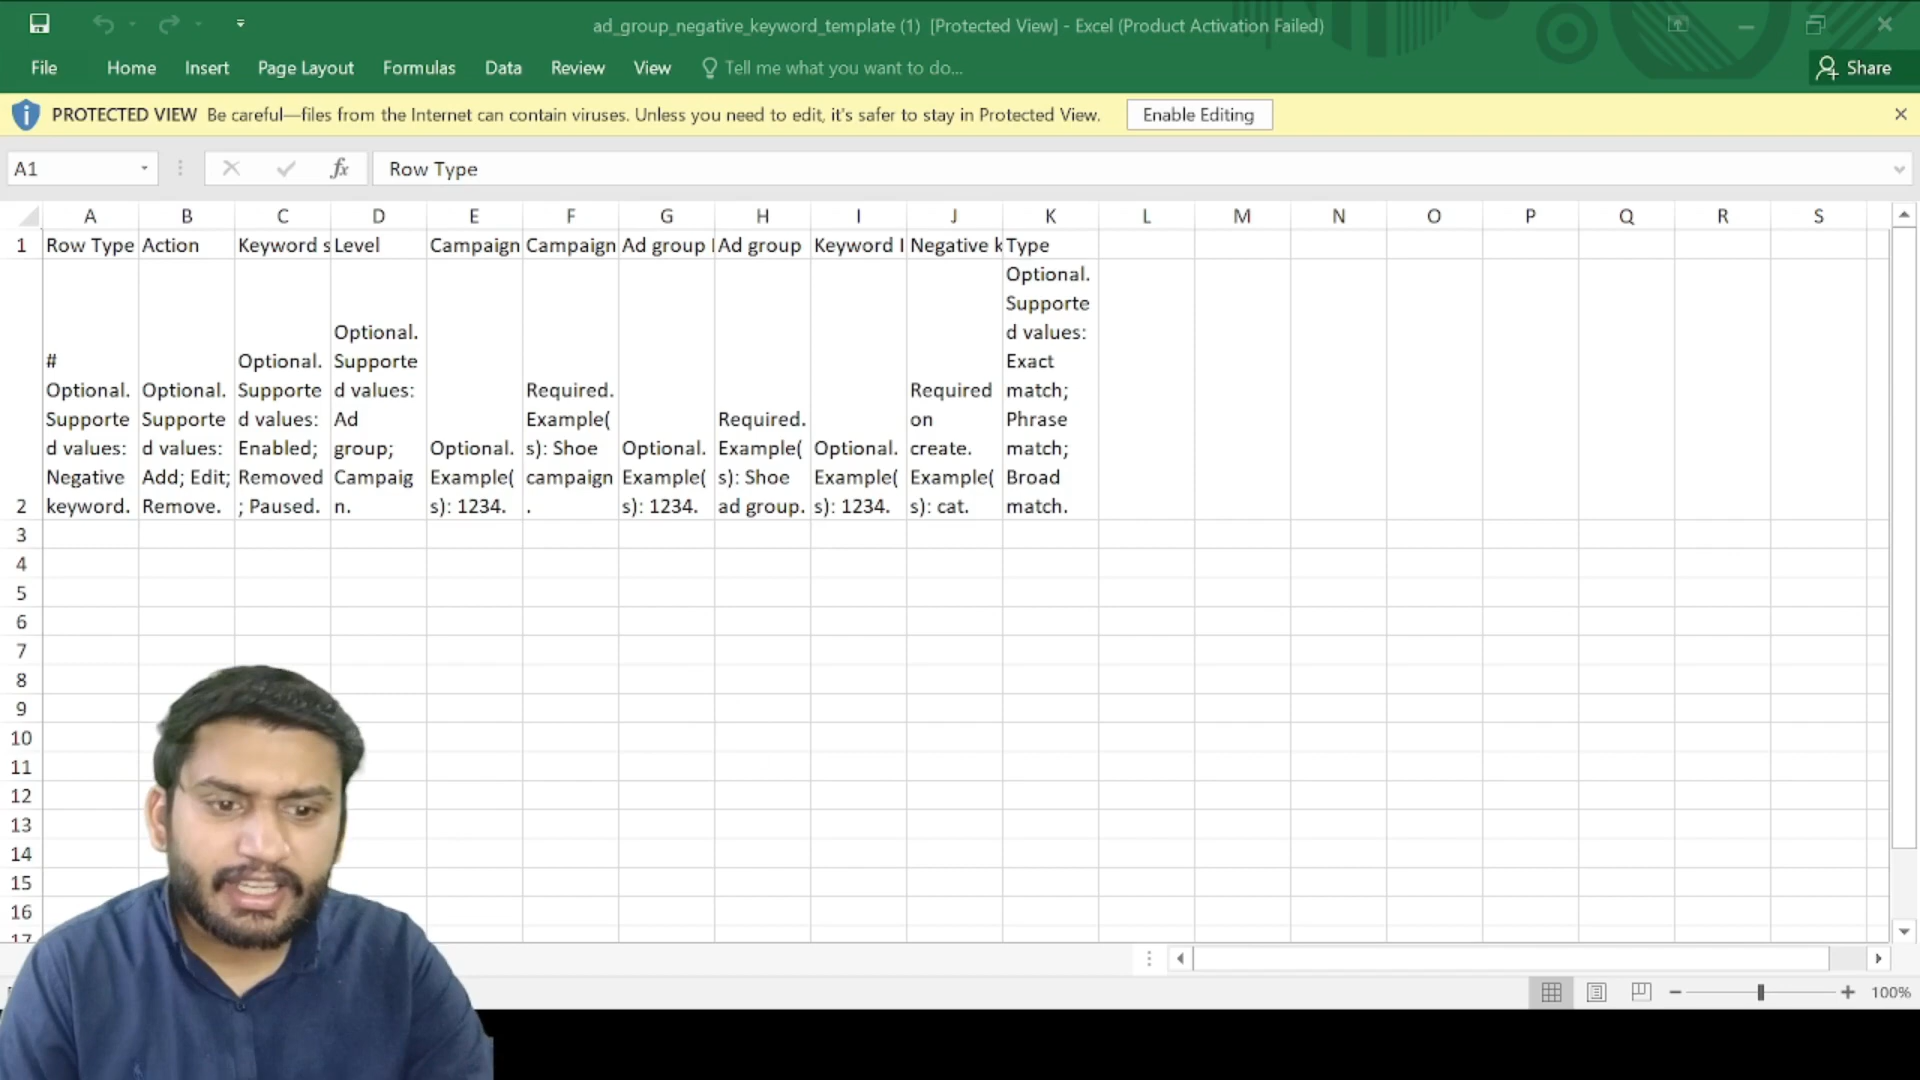 ad_group_negative_keyword_template (1) [Protected View] - Excel (Product Activation Failed)
File Home Insert Page Layout Formulas Data Review View Tell me what you want to do... Share
PROTECTED VIEW Be careful—files from the Internet can contain viruses. Unless you need to edit, it's safer to stay in Protected View. Enable Editing
A1 fx Row Type
A B C D E F G H I J K L M N O P Q R S
1 Row Type Action Keyword s Level Campaign Campaign Ad group I Ad group Keyword I Negative k Type
#
Optional.
Supporte
d values:
Negative
keyword.
Optional.
Supporte
d values:
Add; Edit;
Remove.
Optional.
Supporte
d values:
Enabled;
Removed
; Paused.
Optional.
Supporte
d values:
Ad
group;
Campaig
n.
Optional.
Example(
s): 1234.
Required.
Example(
s): Shoe
campaign
.
Optional.
Example(
s): 1234.
Required.
Example(
s): Shoe
ad group.
Optional.
Example(
s): 1234.
Required
on
create.
Example(
s): cat.
Optional.
Supporte
d values:
Exact
match;
Phrase
match;
Broad
match.
2
3
4
5
6
7
8
9
10
11
12
13
14
15
16
17
100%